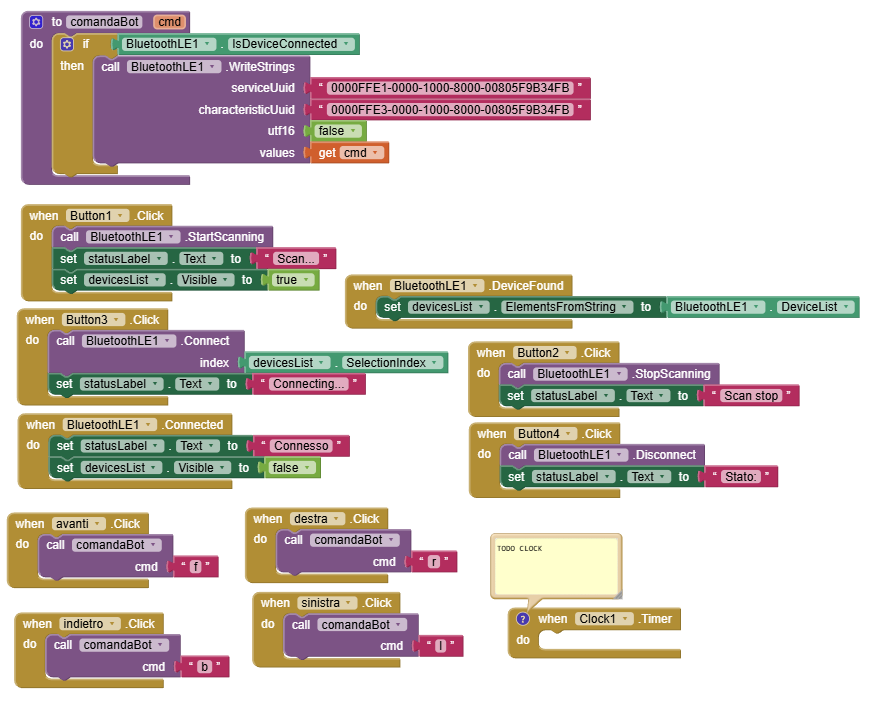 to comandaBot cmd
do if BluetoothLE1 . IsDeviceConnected
then call BluetoothLE1 .WriteStrings
serviceUuid " 0000FFE1-0000-1000-8000-00805F9B34FB "
characteristicUuid " 0000FFE3-0000-1000-8000-00805F9B34FB "
utf16 false
values get cmd
when Button1 .Click
do call BluetoothLE1 .StartScanning
set statusLabel . Text to " Scan... "
set devicesList . Visible to true
when BluetoothLE1 .DeviceFound
do set devicesList . ElementsFromString to BluetoothLE1 . DeviceList
when Button3 .Click
do call BluetoothLE1 .Connect
index devicesList . SelectionIndex
set statusLabel . Text to " Connecting... "
when Button2 .Click
do call BluetoothLE1 .StopScanning
set statusLabel . Text to " Scan stop "
when BluetoothLE1 .Connected
do set statusLabel . Text to " Connesso "
set devicesList . Visible to false
when Button4 .Click
do call BluetoothLE1 .Disconnect
set statusLabel . Text to " Stato: "
when avanti .Click
do call comandaBot
cmd " f "
when destra .Click
do call comandaBot
cmd " r "
when indietro .Click
do call comandaBot
cmd " b "
when sinistra .Click
do call comandaBot
cmd " l "
TODO CLOCK
? when Clock1 .Timer
do